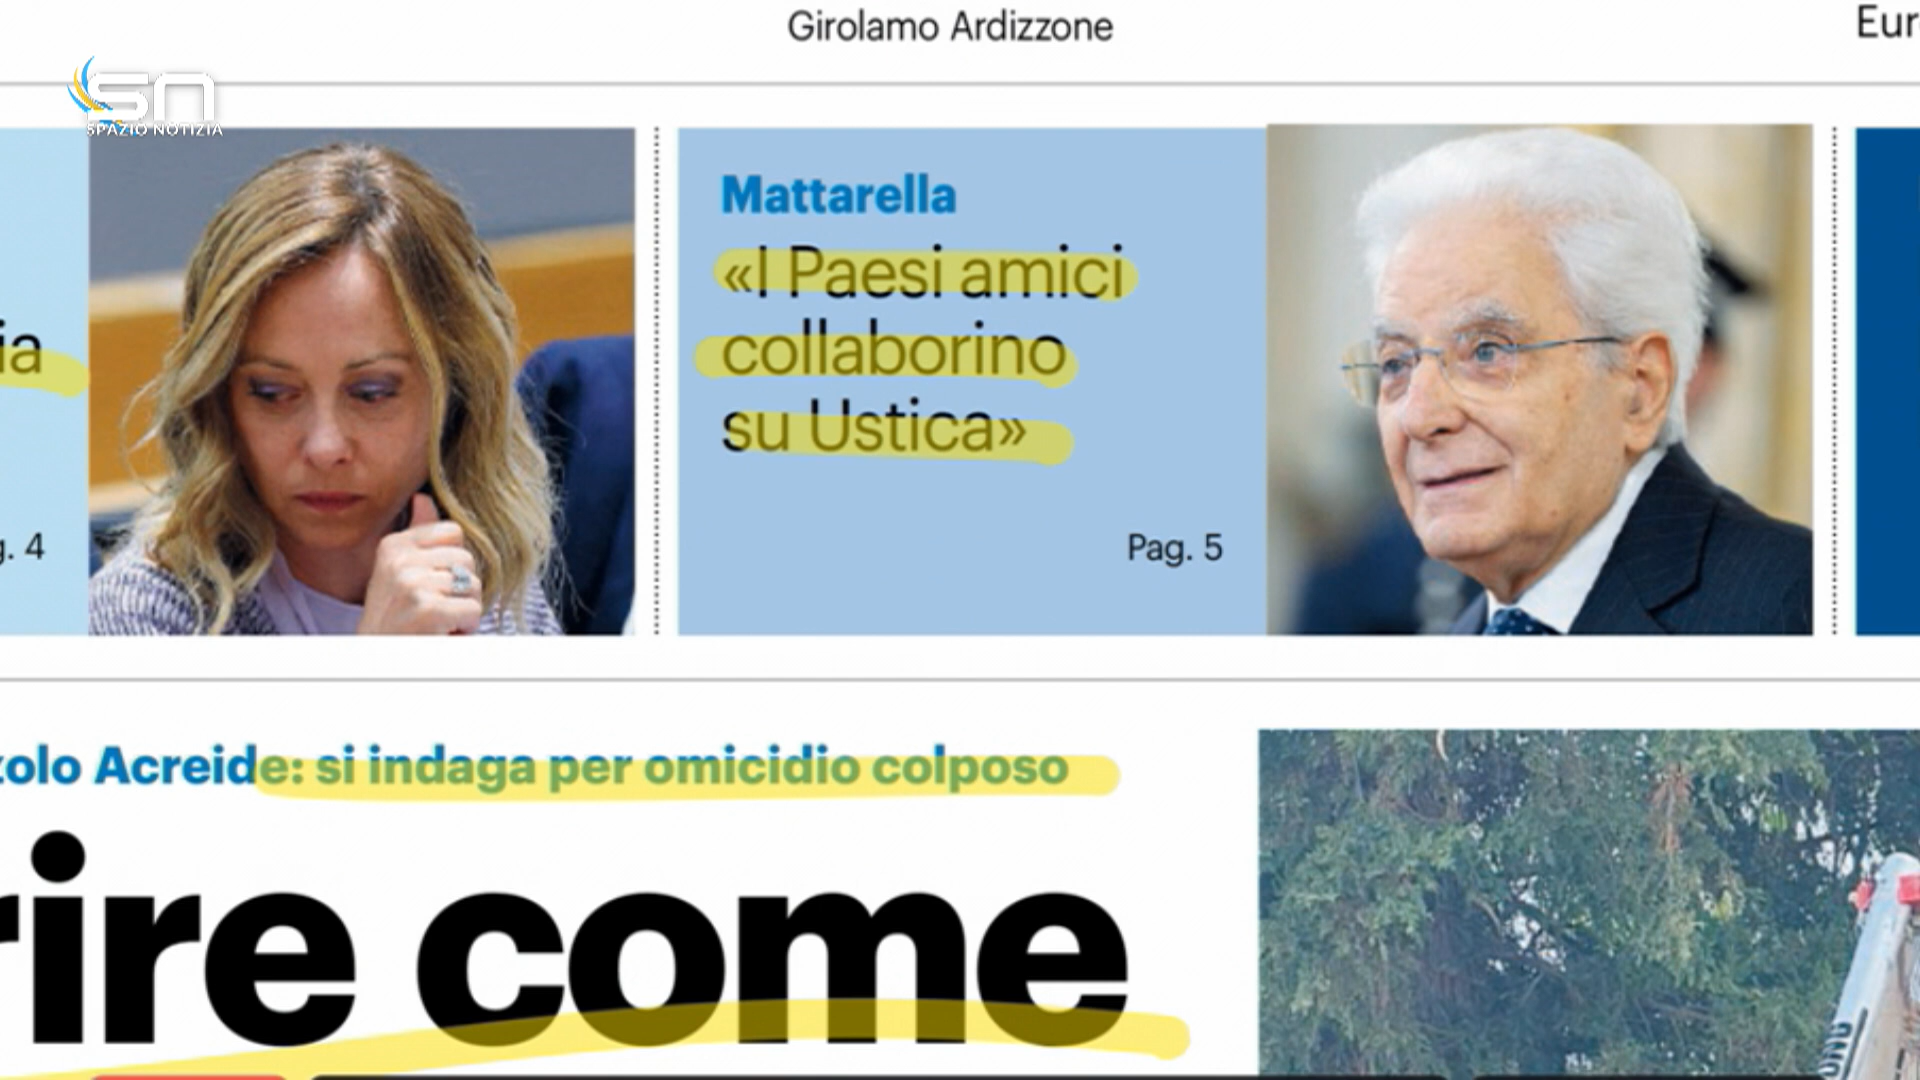 Girolamo Ardizzone
Eur
SN
SPAZIO NOTIZIA
Mattarella
«I Paesi amici
collaborino
su Ustica»
Pag. 5
ia
g. 4
zolo Acreide: si indaga per omicidio colposo
rire come